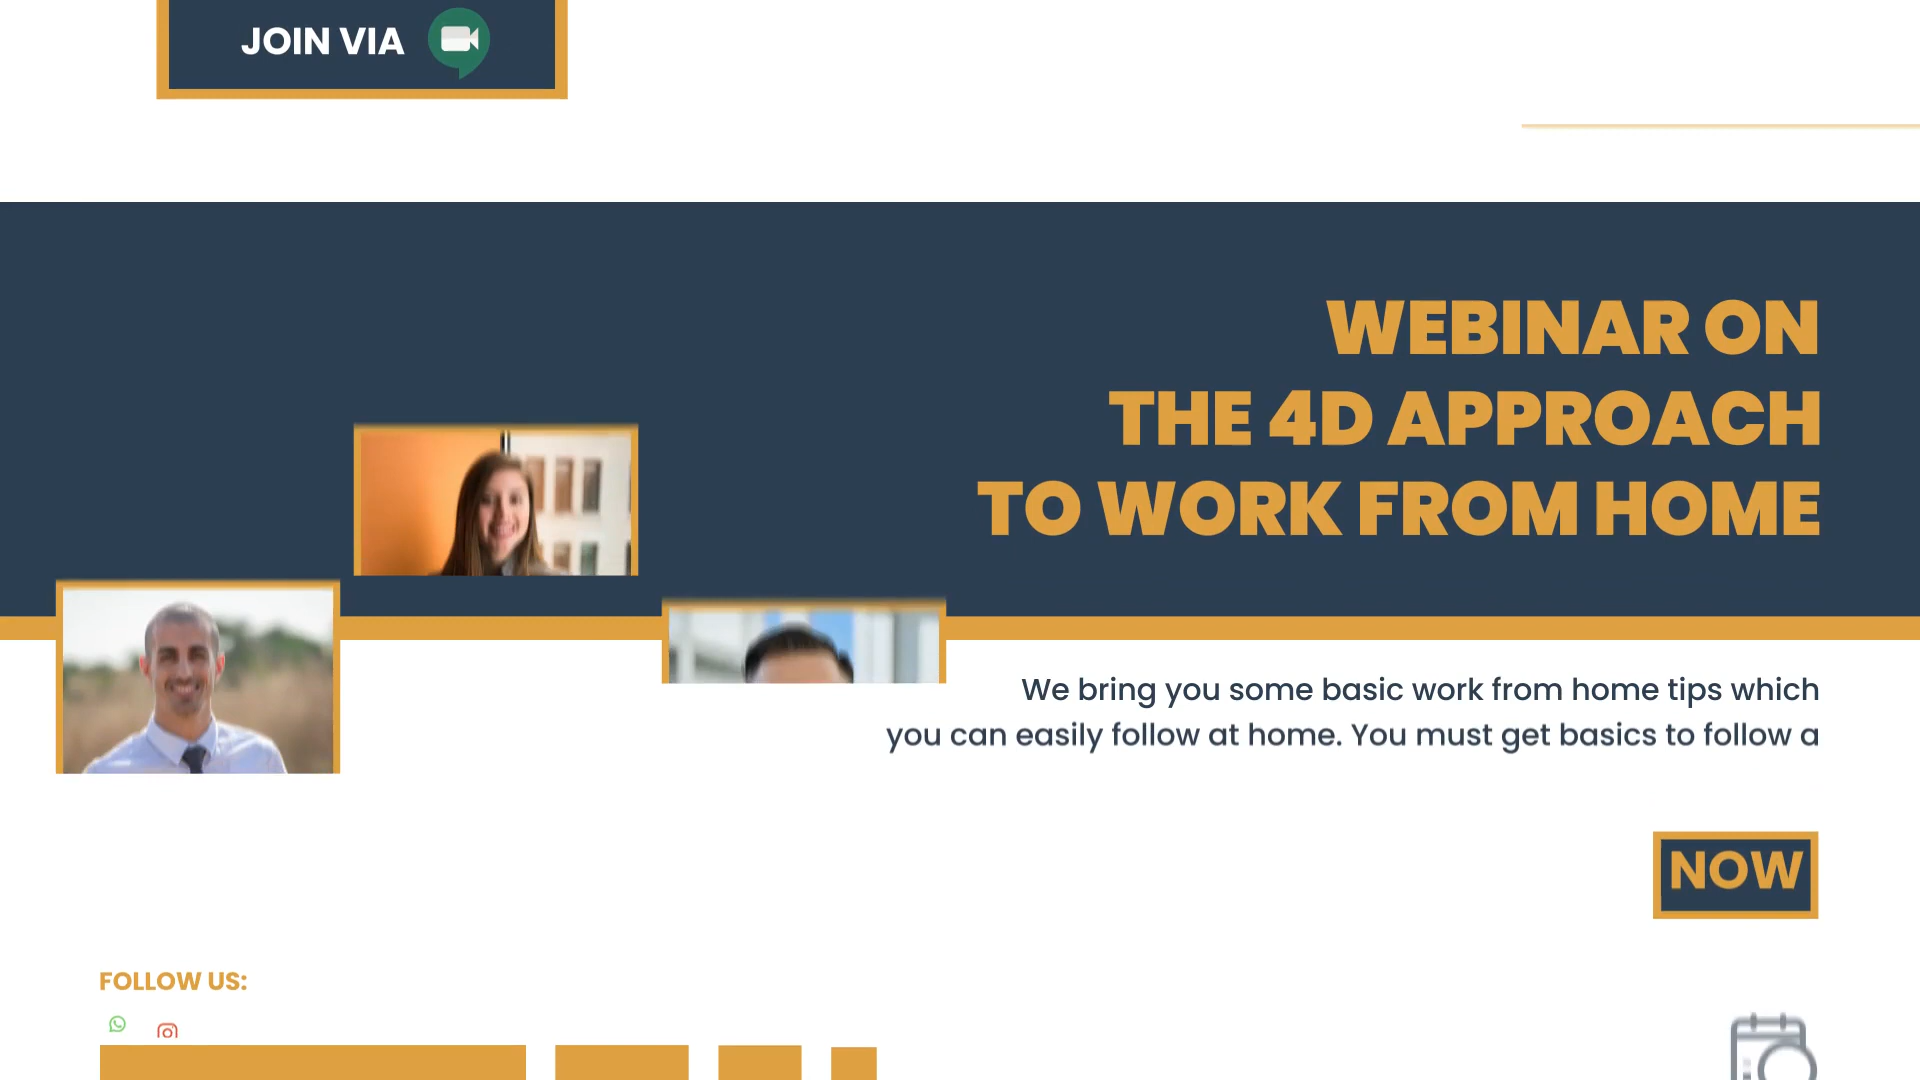 JOIN VIA
WEBINAR ON
THE 4D APPROACH
TO WORK FROM HOME
We bring you some basic work from home tips which
you can easily follow at home. You must get basics to follow a
NOW
FOLLOW US: